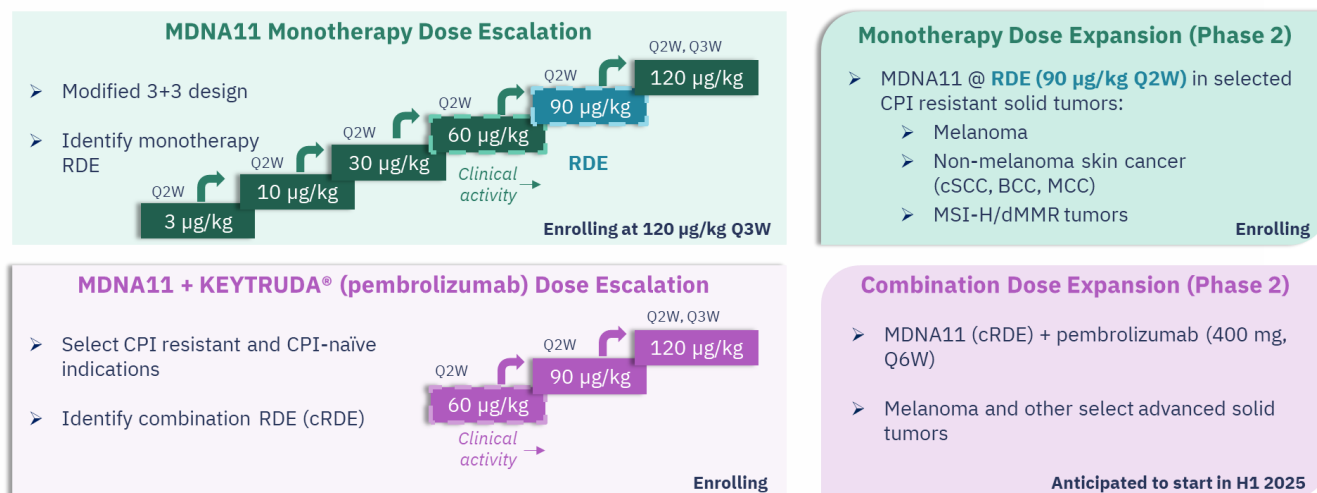 MDNA11 Monotherapy Dose Escalation
➤ Modified 3+3 design
➤ Identify monotherapy
RDE
Q2W
3 µg/kg
Q2W
10 µg/kg
Q2W
30 µg/kg
Q2W
60 µg/kg
Clinical
activity
Q2W
90 µg/kg
RDE
Q2W, Q3W
120 µg/kg
Enrolling at 120 µg/kg Q3W
Monotherapy Dose Expansion (Phase 2)
➤ MDNA11 @ RDE (90 µg/kg Q2W) in selected
CPI resistant solid tumors:
➤ Melanoma
➤ Non-melanoma skin cancer
(cSCC, BCC, MCC)
➤ MSI-H/dMMR tumors
Enrolling
MDNA11 + KEYTRUDA® (pembrolizumab) Dose Escalation
➤ Select CPI resistant and CPI-naïve
indications
➤ Identify combination RDE (cRDE)
Q2W
60 µg/kg
Clinical
activity
Q2W
90 µg/kg
Q2W, Q3W
120 µg/kg
Enrolling
Combination Dose Expansion (Phase 2)
➤ MDNA11 (cRDE) + pembrolizumab (400 mg,
Q6W)
➤ Melanoma and other select advanced solid
tumors
Anticipated to start in H1 2025